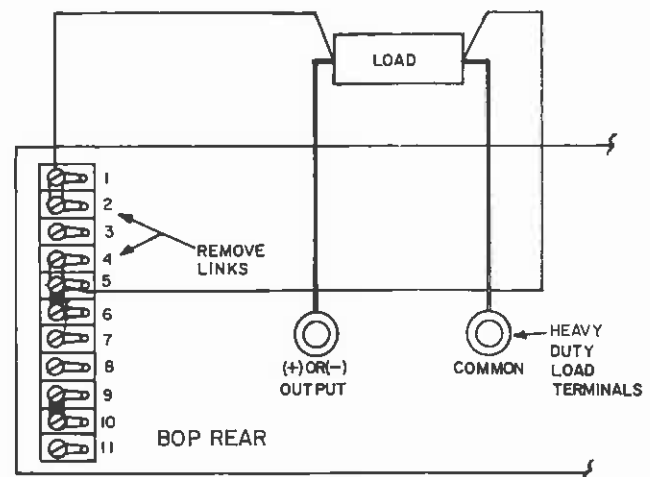 LOAD
1
2
3
4
5
6
7
8
9
10
11
REMOVE
LINKS
(+) OR(-)
OUTPUT
COMMON
HEAVY
DUTY
LOAD
TERMINALS
BOP REAR